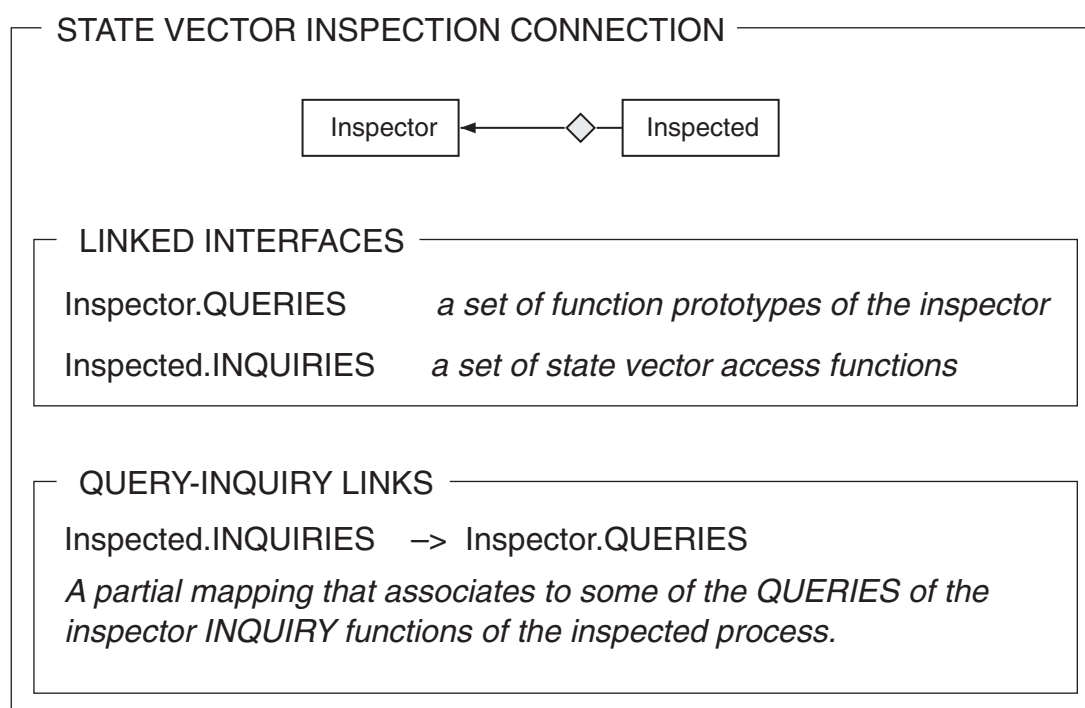 STATE VECTOR INSPECTION CONNECTION
Inspector Inspected
LINKED INTERFACES
Inspector.QUERIES a set of function prototypes of the inspector
Inspected.INQUIRIES a set of state vector access functions
QUERY-INQUIRY LINKS
Inspected.INQUIRIES –> Inspector.QUERIES
A partial mapping that associates to some of the QUERIES of the
inspector INQUIRY functions of the inspected process.